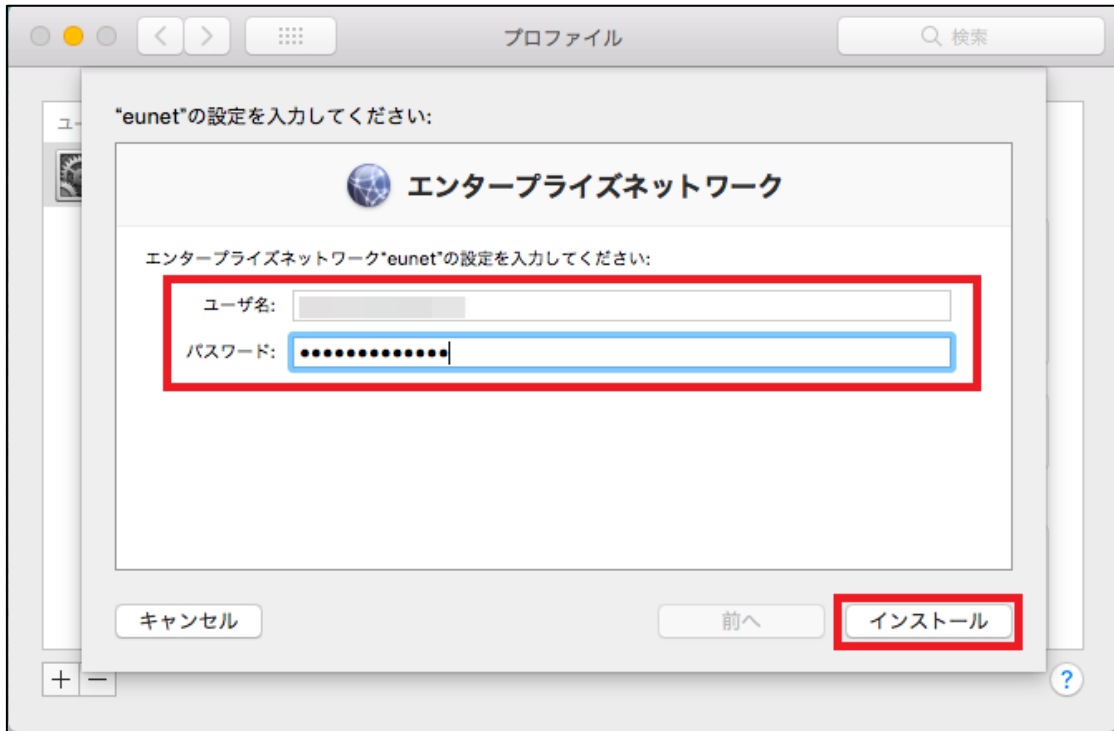 プロファイル
検索
"eunet"の設定を入力してください:
ユー
エンタープライズネットワーク
エンタープライズネットワーク"eunet"の設定を入力してください:
ユーザ名:
パスワード: •••••••••••••
キャンセル
前へ
インストール
+ −
?